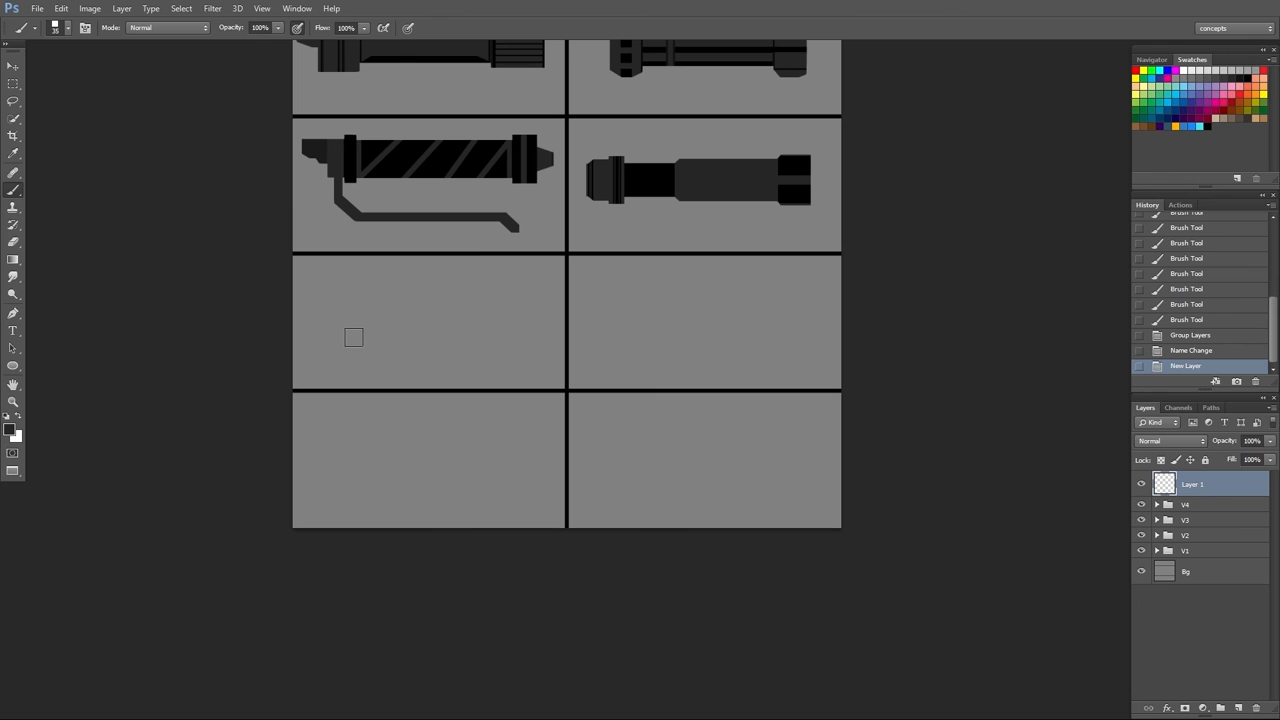 Ps File Edit Image Layer Type Select Filter 3D View Window Help
35 Mode: Normal Opacity: 100% Flow: 100% concepts
Navigator Swatches
History Actions
Brush Tool
Brush Tool
Brush Tool
Brush Tool
Brush Tool
Brush Tool
Brush Tool
Brush Tool
Group Layers
Name Change
New Layer
Layers Channels Paths
Kind
Normal Opacity: 100%
Lock: Fill: 100%
Layer 1
V4
V3
V2
V1
Bg